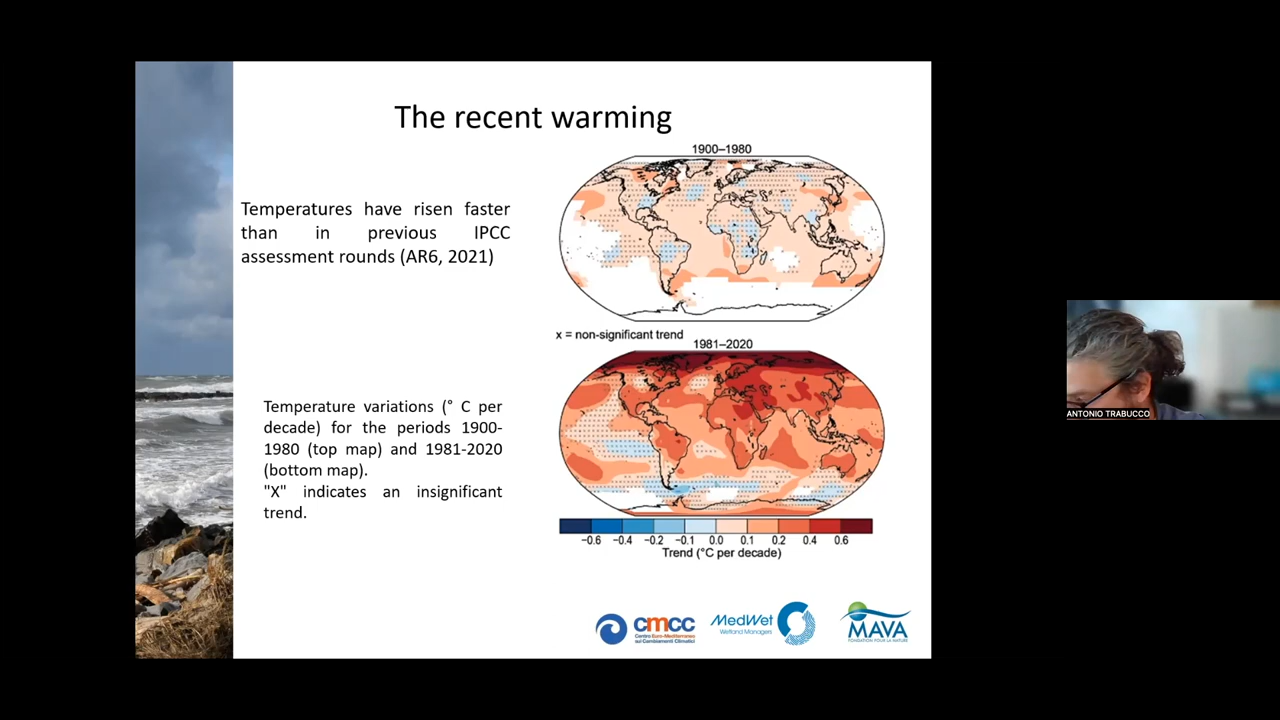 The recent warming
1900–1980
Temperatures have risen faster
than in previous IPCC
assessment rounds (AR6, 2021)
x = non-significant trend
1981–2020
Temperature variations (° C per
decade) for the periods 1900-
1980 (top map) and 1981-2020
(bottom map).
"X" indicates an insignificant
trend.
−0.6 −0.4 −0.2 −0.1 0.0 0.1 0.2 0.4 0.6
Trend (°C per decade)
cmcc
Centro Euro-Mediterraneo
sui Cambiamenti Climatici
MedWet
Wetland Managers
MAVA
FONDATION POUR LA NATURE
ANTONIO TRABUCCO